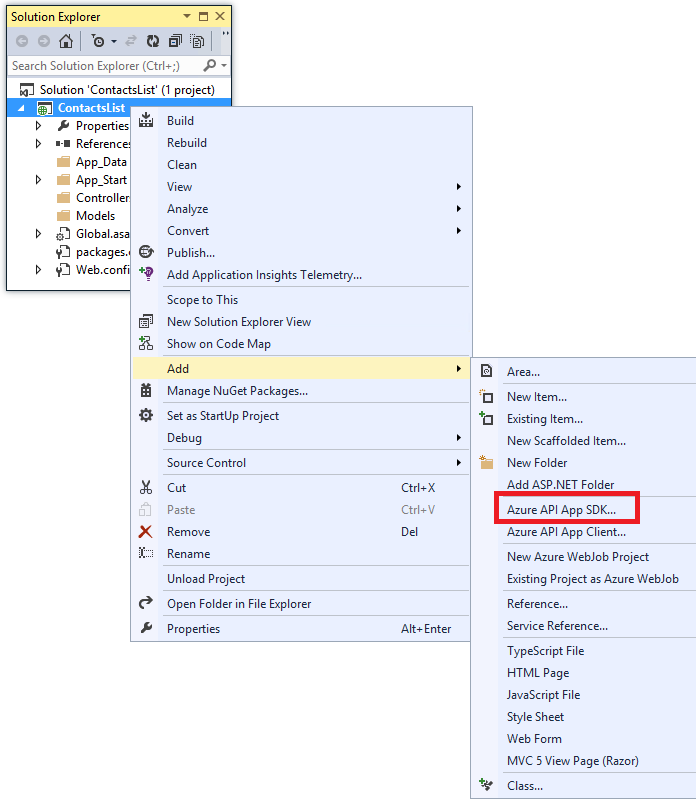 Solution Explorer
Search Solution Explorer (Ctrl+;)
Solution 'ContactsList' (1 project)
ContactsList
Properties
References
App_Data
App_Start
Controller
Models
Global.asa
packages.c
Web.confi
Build
Rebuild
Clean
View
Analyze
Convert
Publish...
Add Application Insights Telemetry...
Scope to This
New Solution Explorer View
Show on Code Map
Add
Manage NuGet Packages...
Set as StartUp Project
Debug
Source Control
Cut Ctrl+X
Paste Ctrl+V
Remove Del
Rename
Unload Project
Open Folder in File Explorer
Properties Alt+Enter
Area...
New Item...
Existing Item...
New Scaffolded Item...
New Folder
Add ASP.NET Folder
Azure API App SDK...
Azure API App Client...
New Azure WebJob Project
Existing Project as Azure WebJob
Reference...
Service Reference...
TypeScript File
HTML Page
JavaScript File
Style Sheet
Web Form
MVC 5 View Page (Razor)
Class...